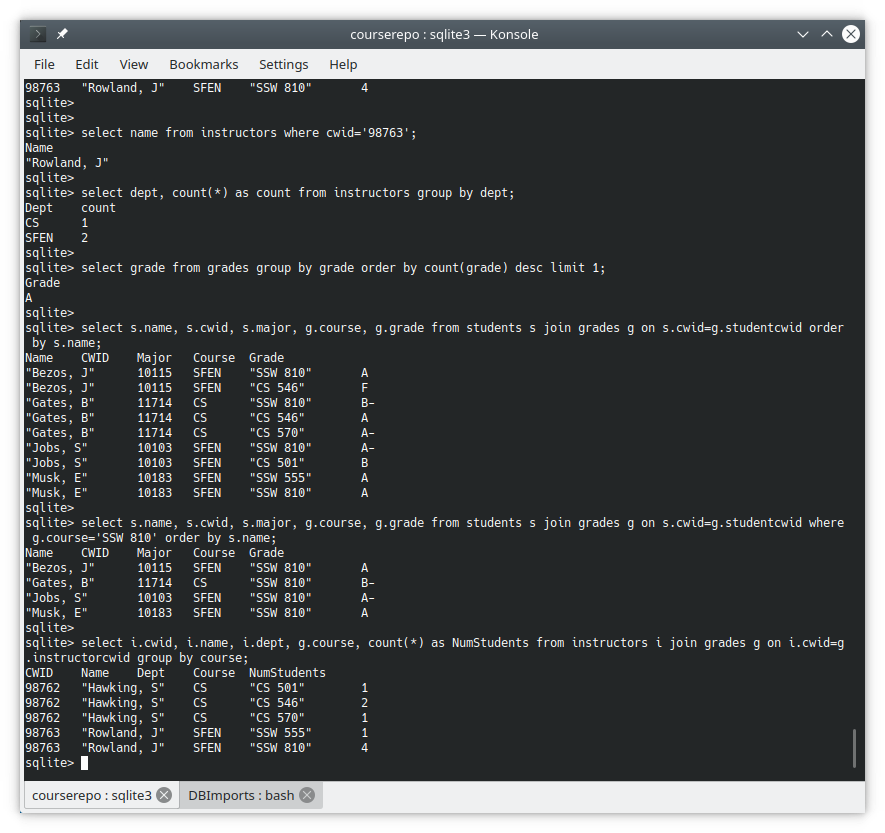 courserepo : sqlite3 — Konsole
File Edit View Bookmarks Settings Help
98763 "Rowland, J" SFEN "SSW 810" 4
sqlite>
sqlite>
sqlite> select name from instructors where cwid='98763';
Name
"Rowland, J"
sqlite>
sqlite> select dept, count(*) as count from instructors group by dept;
Dept count
CS 1
SFEN 2
sqlite>
sqlite> select grade from grades group by grade order by count(grade) desc limit 1;
Grade
A
sqlite>
sqlite> select s.name, s.cwid, s.major, g.course, g.grade from students s join grades g on s.cwid=g.studentcwid order
by s.name;
Name CWID Major Course Grade
"Bezos, J" 10115 SFEN "SSW 810" A
"Bezos, J" 10115 SFEN "CS 546" F
"Gates, B" 11714 CS "SSW 810" B-
"Gates, B" 11714 CS "CS 546" A
"Gates, B" 11714 CS "CS 570" A-
"Jobs, S" 10103 SFEN "SSW 810" A-
"Jobs, S" 10103 SFEN "CS 501" B
"Musk, E" 10183 SFEN "SSW 555" A
"Musk, E" 10183 SFEN "SSW 810" A
sqlite>
sqlite> select s.name, s.cwid, s.major, g.course, g.grade from students s join grades g on s.cwid=g.studentcwid where
g.course='SSW 810' order by s.name;
Name CWID Major Course Grade
"Bezos, J" 10115 SFEN "SSW 810" A
"Gates, B" 11714 CS "SSW 810" B-
"Jobs, S" 10103 SFEN "SSW 810" A-
"Musk, E" 10183 SFEN "SSW 810" A
sqlite>
sqlite> select i.cwid, i.name, i.dept, g.course, count(*) as NumStudents from instructors i join grades g on i.cwid=g
.instructorcwid group by course;
CWID Name Dept Course NumStudents
98762 "Hawking, S" CS "CS 501" 1
98762 "Hawking, S" CS "CS 546" 2
98762 "Hawking, S" CS "CS 570" 1
98763 "Rowland, J" SFEN "SSW 555" 1
98763 "Rowland, J" SFEN "SSW 810" 4
sqlite>
courserepo : sqlite3 DBImports : bash